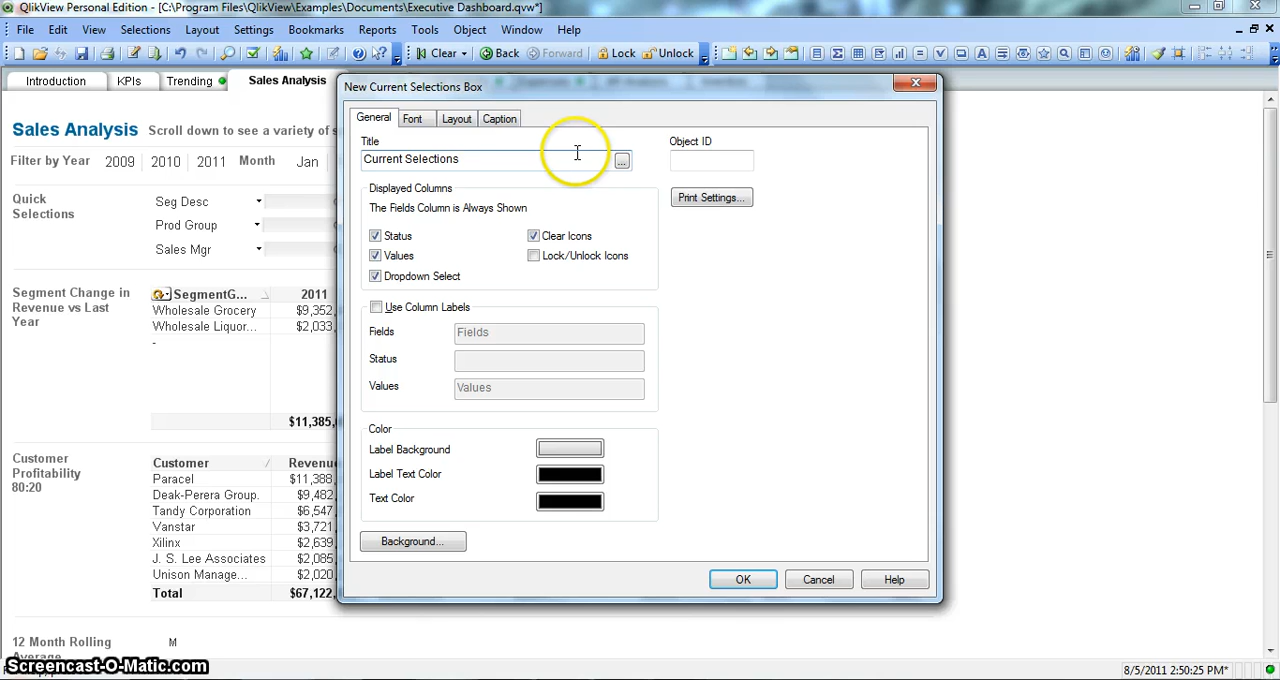 QlikView Personal Edition - [C:\Program Files\QlikView\Examples\Documents\Executive Dashboard.qvw*]
File Edit View Selections Layout Settings Bookmarks Reports Tools Object Window Help
Clear Back Forward Lock Unlock
Introduction KPIs Trending Sales Analysis
New Current Selections Box
General Font Layout Caption
Sales Analysis Scroll down to see a variety of s
Filter by Year 2009 2010 2011 Month Jan
Quick
Selections
Seg Desc
Prod Group
Sales Mgr
Segment Change in
Revenue vs Last
Year
SegmentG... 2011
Wholesale Grocery $9,352,
Wholesale Liquor... $2,033,
-
$11,385,
Customer
Profitability
80:20
Customer Revenue
Paracel $11,388,
Deak-Perera Group. $9,482,
Tandy Corporation $6,547,
Vanstar $3,721,
Xilinx $2,639,
J. S. Lee Associates $2,085,
Unison Manage... $2,020,
Total $67,122,
12 Month Rolling
Average
M
Title
Current Selections
...
Object ID
Print Settings...
Displayed Columns
The Fields Column is Always Shown
Status Clear Icons
Values Lock/Unlock Icons
Dropdown Select
Use Column Labels
Fields Fields
Status
Values Values
Color
Label Background
Label Text Color
Text Color
Background...
OK Cancel Help
Screencast-O-Matic.com
8/5/2011 2:50:25 PM*